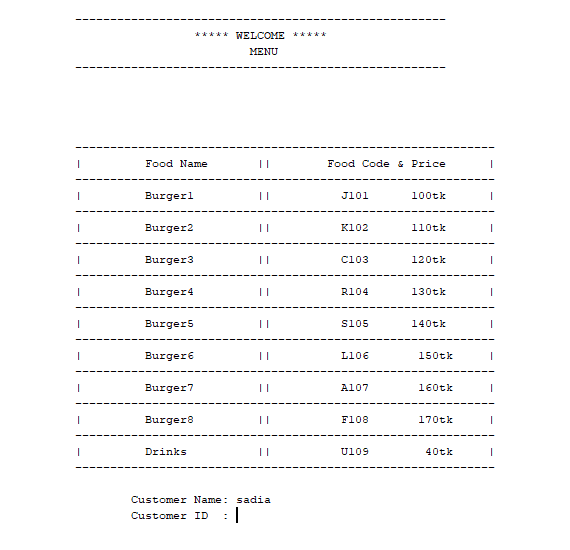 -----------------------------------------------------
***** WELCOME *****
MENU
-----------------------------------------------------
------------------------------------------------------------
| Food Name || Food Code & Price |
------------------------------------------------------------
| Burger1 || J101 100tk |
------------------------------------------------------------
| Burger2 || K102 110tk |
------------------------------------------------------------
| Burger3 || C103 120tk |
------------------------------------------------------------
| Burger4 || R104 130tk |
------------------------------------------------------------
| Burger5 || S105 140tk |
------------------------------------------------------------
| Burger6 || L106 150tk |
------------------------------------------------------------
| Burger7 || A107 160tk |
------------------------------------------------------------
| Burger8 || F108 170tk |
------------------------------------------------------------
| Drinks || U109 40tk |
------------------------------------------------------------
Customer Name: sadia
Customer ID :